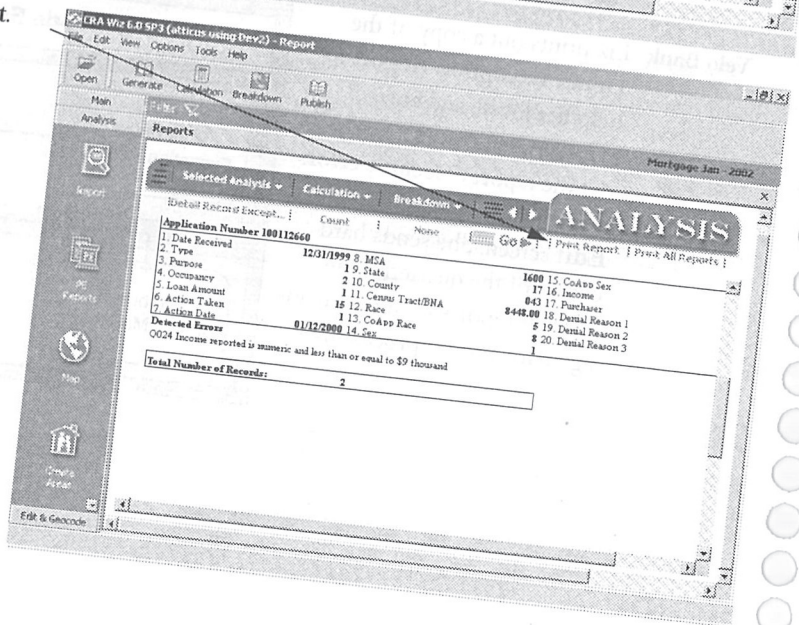 t.
CRA Wiz 6.0 SP3 (atticus using Dev2) - Report
File Edit View Options Tools Help
Open Generate Calculation Breakdown Publish
Main
Analysis
Mortgage Jan - 2002
Reports
Selected Analysis Calculation Breakdown ANALYSIS
Detail Record Except... Count None Go Print Report Print All Reports
Application Number 100112660
1. Date Received 12/31/1999 8. MSA 1600 15. CoApp Sex
2. Type 1 9. State 17 16. Income
3. Purpose 2 10. County 043 17. Purchaser
4. Occupancy 1 11. Census Tract/BNA 8448.00 18. Denial Reason 1
5. Loan Amount 15 12. Race 5 19. Denial Reason 2
6. Action Taken 1 13. CoApp Race 8 20. Denial Reason 3
7. Action Date 01/12/2000 14. Sex 1
Detected Errors
Q024 Income reported is numeric and less than or equal to $9 thousand
Total Number of Records: 2
Report
PE
Reports
Map
Create
Areas
Edit & Geocode